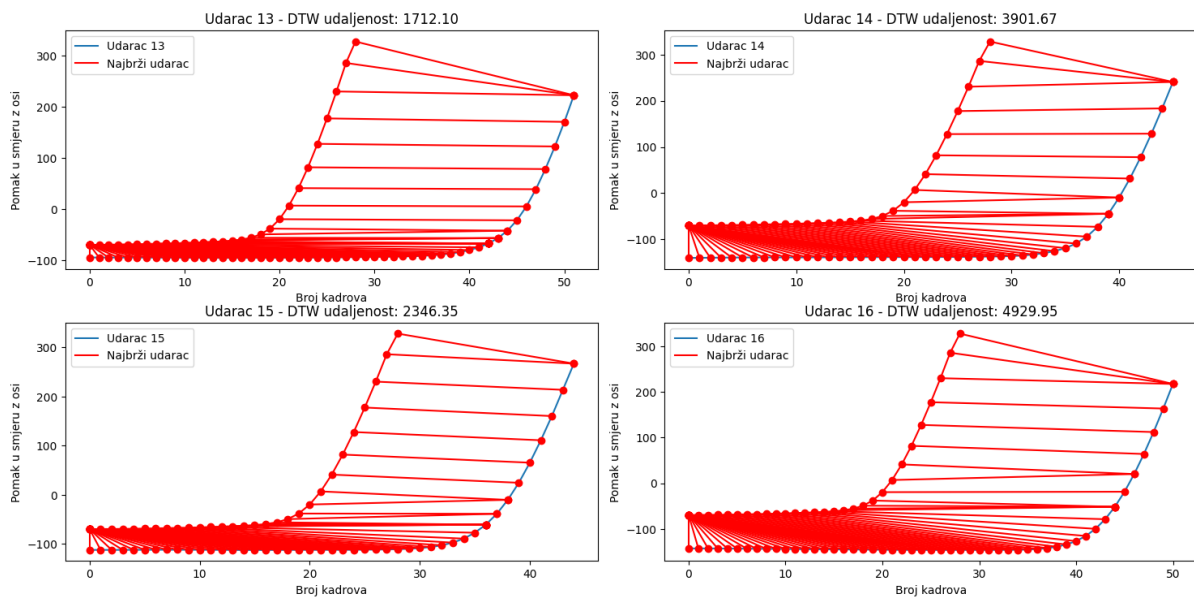 Udarac 13 - DTW udaljenost: 1712.10
Udarac 13
Najbrži udarac
Pomak u smjeru z osi
300
200
100
0
−100
0 10 20 30 40 50
Broj kadrova
Udarac 14 - DTW udaljenost: 3901.67
Udarac 14
Najbrži udarac
Pomak u smjeru z osi
300
200
100
0
−100
0 10 20 30 40
Broj kadrova
Udarac 15 - DTW udaljenost: 2346.35
Udarac 15
Najbrži udarac
Pomak u smjeru z osi
300
200
100
0
−100
0 10 20 30 40
Broj kadrova
Udarac 16 - DTW udaljenost: 4929.95
Udarac 16
Najbrži udarac
Pomak u smjeru z osi
300
200
100
0
−100
0 10 20 30 40 50
Broj kadrova